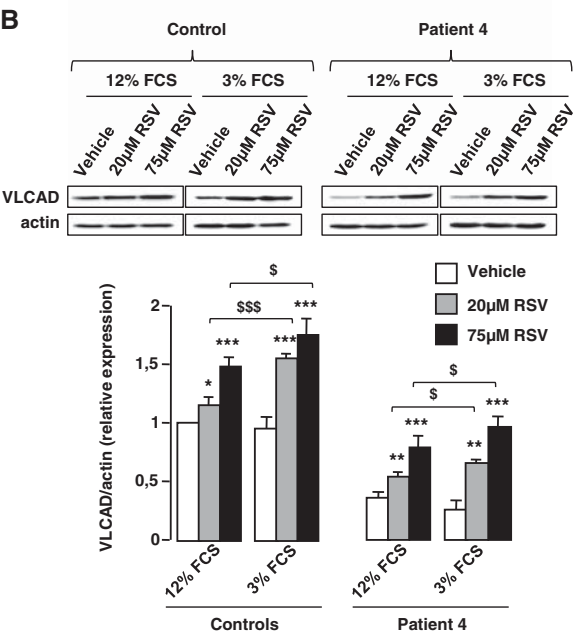 B
Control Patient 4
12% FCS 3% FCS 12% FCS 3% FCS
Vehicle 20µM RSV 75µM RSV Vehicle 20µM RSV 75µM RSV Vehicle 20µM RSV 75µM RSV Vehicle 20µM RSV 75µM RSV
VLCAD
actin
Vehicle
20µM RSV
75µM RSV
VLCAD/actin (relative expression)
2
1,5
1
0,5
0
$
$$$
* *** *** ***
$
$
** *** ** ***
12% FCS 3% FCS 12% FCS 3% FCS
Controls Patient 4